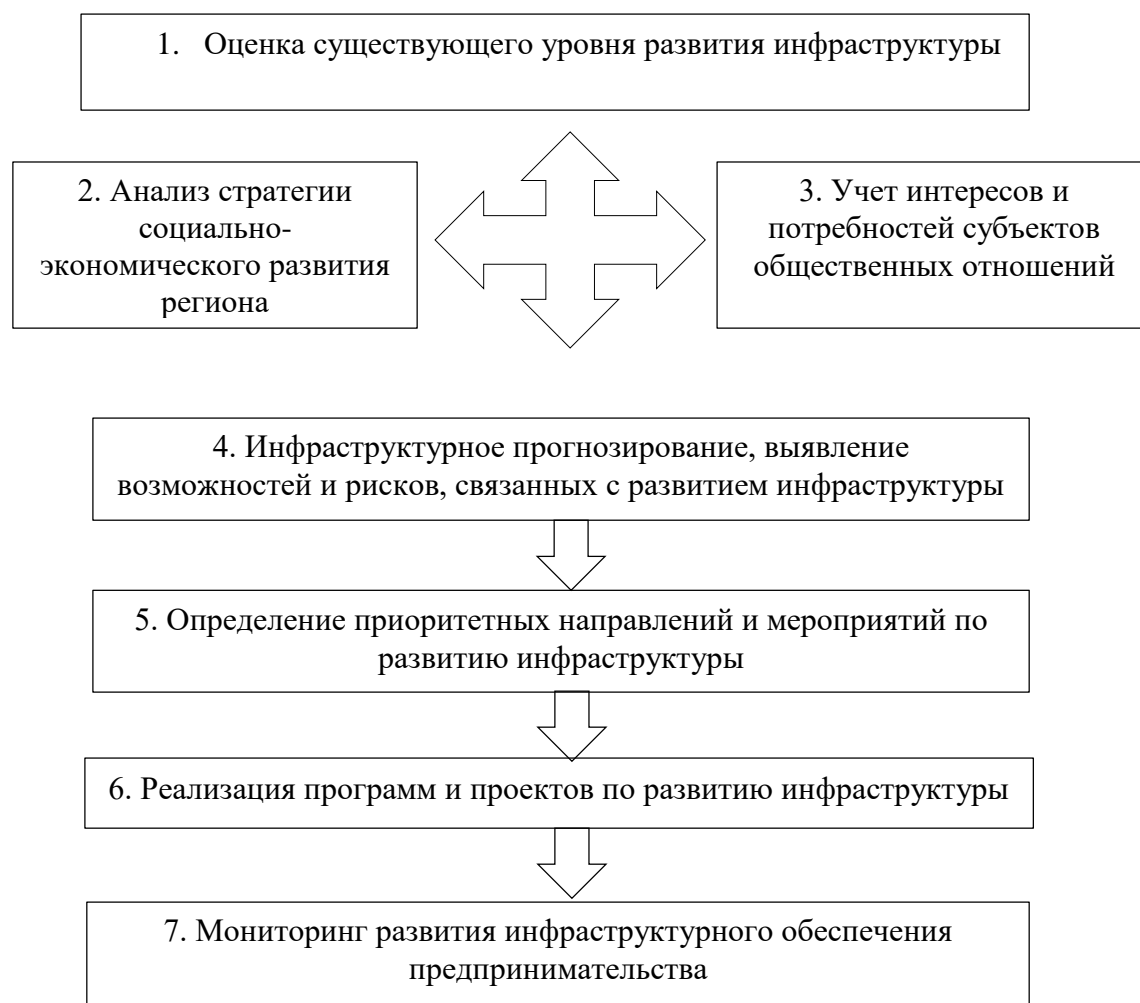 1. Оценка существующего уровня развития инфраструктуры
2. Анализ стратегии
социально-
экономического развития
региона
3. Учет интересов и
потребностей субъектов
общественных отношений
4. Инфраструктурное прогнозирование, выявление
возможностей и рисков, связанных с развитием инфраструктуры
5. Определение приоритетных направлений и мероприятий по
развитию инфраструктуры
6. Реализация программ и проектов по развитию инфраструктуры
7. Мониторинг развития инфраструктурного обеспечения
предпринимательства